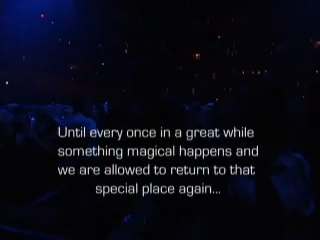 Until every once in a great while
something magical happens and
we are allowed to return to that
special place again...